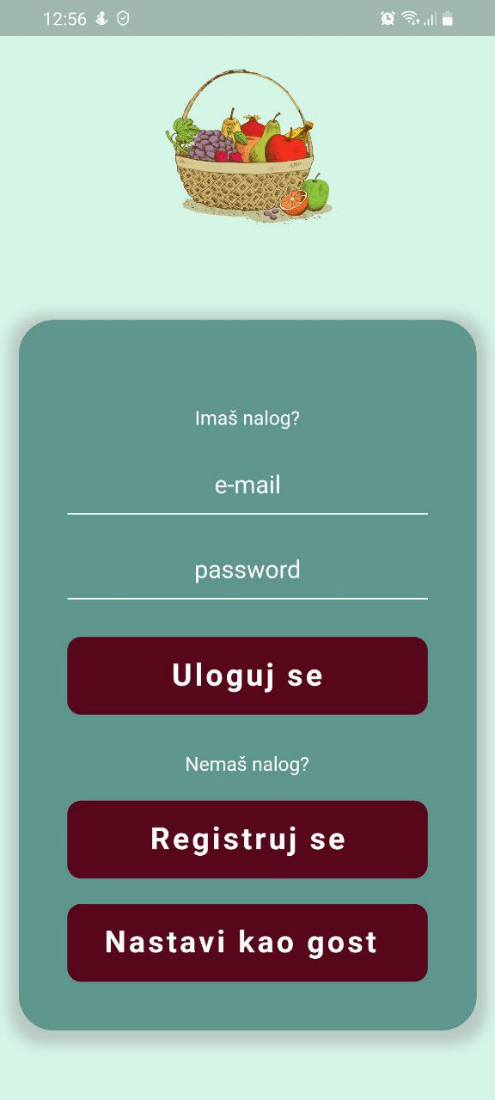 12:56
Imaš nalog?
e-mail
password
Uloguj se
Nemaš nalog?
Registruj se
Nastavi kao gost